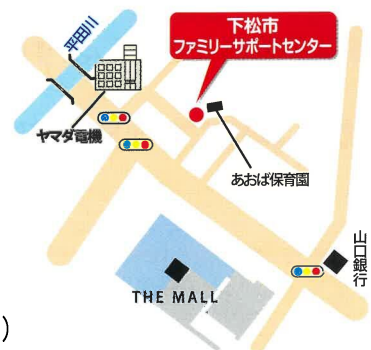 下松市
ファミリーサポートセンター
平田川
ヤマダ電機
あおば保育園
山口銀行
THE MALL
)